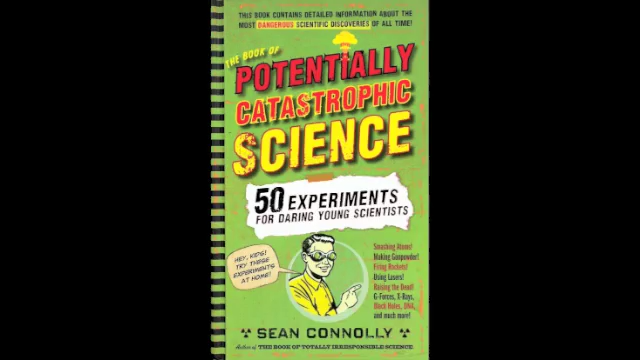 THIS BOOK CONTAINS DETAILED INFORMATION ABOUT THE
MOST DANGEROUS SCIENTIFIC DISCOVERIES OF ALL TIME!
THE BOOK OF
POTENTIALLY
CATASTROPHIC
SCIENCE
50 EXPERIMENTS
FOR DARING YOUNG SCIENTISTS
HEY, KIDS!
TRY THESE
EXPERIMENTS
AT HOME!
Smashing Atoms!
Making Gunpowder!
Firing Rockets!
Using Lasers!
Raising the Dead!
G-Forces, X-Rays,
Black Holes, DNA,
and much more!
SEAN CONNOLLY
Author of THE BOOK OF TOTALLY IRRESPONSIBLE SCIENCE